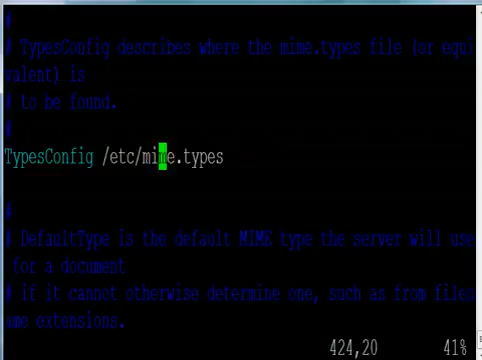 #
# TypesConfig describes where the mime.types file (or equi
valent) is
# to be found.
#
TypesConfig /etc/mime.types
#
# DefaultType is the default MIME type the server will use
for a document
# if it cannot otherwise determine one, such as from filen
ame extensions.
424,20 41%